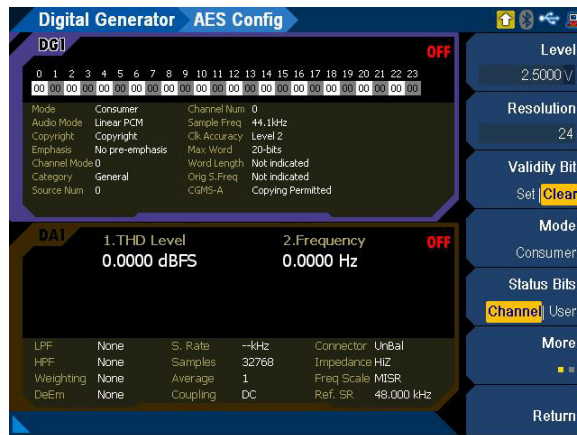 Digital Generator AES Config
DG1 OFF
0 1 2 3 4 5 6 7 8 9 10 11 12 13 14 15 16 17 18 19 20 21 22 23
00 00 00 00 00 00 00 00 00 00 00 00 00 00 00 00 00 00 00 00 00 00 00 00
Mode Consumer Channel Num 0
Audio Mode Linear PCM Sample Freq 44.1kHz
Copyright Copyright Clk Accuracy Level 2
Emphasis No pre-emphasis Max Word 20-bits
Channel Mode 0 Word Length Not indicated
Category General Orig S.Freq Not indicated
Source Num 0 CGMS-A Copying Permitted
DA1 1.THD Level 2.Frequency OFF
0.0000 dBFS 0.0000 Hz
LPF None S. Rate --kHz Connector UnBal
HPF None Samples 32768 Impedance HiZ
Weighting None Average 1 Freq Scale MISR
DeEm None Coupling DC Ref. SR 48.000 kHz
Level
2.5000 V
Resolution
24
Validity Bit
Set | Clear
Mode
Consumer
Status Bits
Channel | User
More
Return